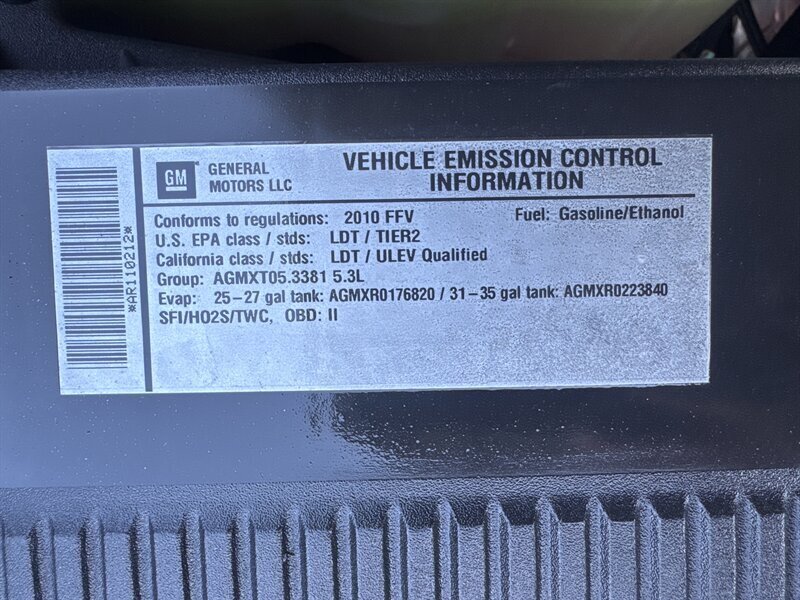 GM GENERAL MOTORS LLC
VEHICLE EMISSION CONTROL
INFORMATION
Conforms to regulations: 2010 FFV Fuel: Gasoline/Ethanol
U.S. EPA class / stds: LDT / TIER2
California class / stds: LDT / ULEV Qualified
Group: AGMXT05.3381 5.3L
Evap: 25-27 gal tank: AGMXR0176820 / 31-35 gal tank: AGMXR0223840
SFI/HO2S/TWC, OBD: II
*AR110212*